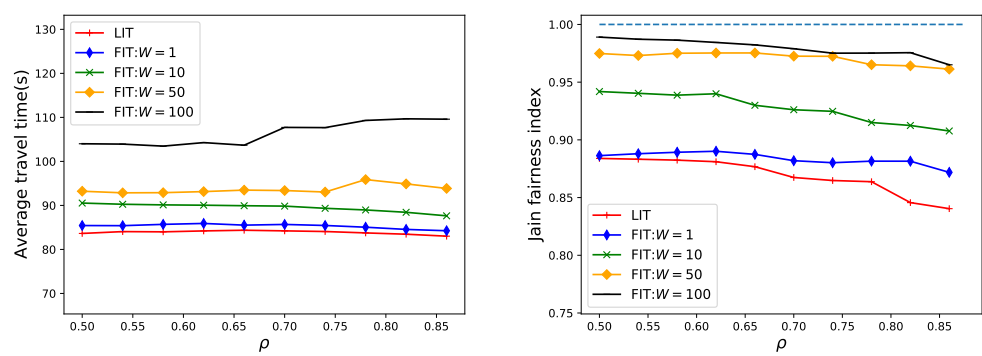 130
120
110
100
90
80
70
Average travel time(s)
LIT
FIT:W = 1
FIT:W = 10
FIT:W = 50
FIT:W = 100
0.50 0.55 0.60 0.65 0.70 0.75 0.80 0.85
ρ
1.00
0.95
0.90
0.85
0.80
0.75
Jain fairness index
LIT
FIT:W = 1
FIT:W = 10
FIT:W = 50
FIT:W = 100
0.50 0.55 0.60 0.65 0.70 0.75 0.80 0.85
ρ